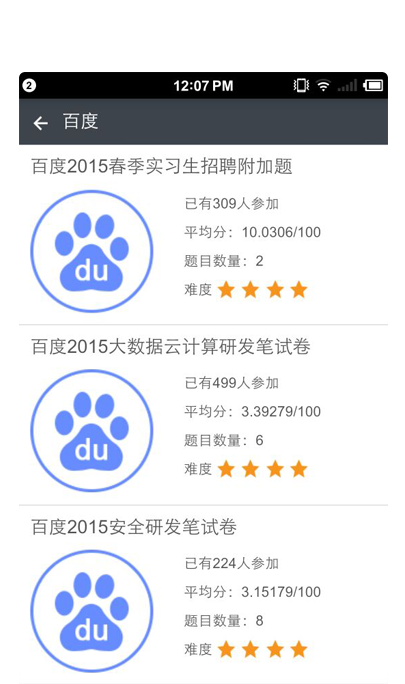 2
12:07 PM
百度
百度2015春季实习生招聘附加题
已有309人参加
平均分：10.0306/100
题目数量：2
难度
du
百度2015大数据云计算研发笔试卷
已有499人参加
平均分：3.39279/100
题目数量：6
难度
du
百度2015安全研发笔试卷
已有224人参加
平均分：3.15179/100
题目数量：8
难度
du